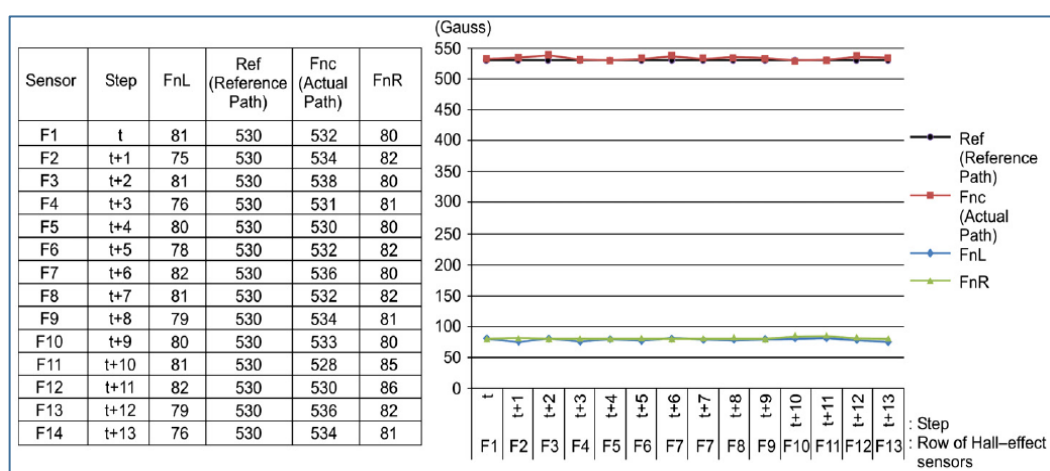 Sensor Step FnL Ref (Reference Path) Fnc (Actual Path) FnR
F1 t 81 530 532 80
F2 t+1 75 530 534 82
F3 t+2 81 530 538 80
F4 t+3 76 530 531 81
F5 t+4 80 530 530 80
F6 t+5 78 530 532 82
F7 t+6 82 530 536 80
F8 t+7 81 530 532 82
F9 t+8 79 530 534 81
F10 t+9 80 530 533 80
F11 t+10 81 530 528 85
F12 t+11 82 530 530 86
F13 t+12 79 530 536 82
F14 t+13 76 530 534 81
(Gauss)
550
500
450
400
350
300
250
200
150
100
50
0
t t+1 t+2 t+3 t+4 t+5 t+6 t+7 t+8 t+9 t+10 t+11 t+12 t+13 : Step
F1 F2 F3 F4 F5 F6 F7 F7 F8 F9 F10 F11 F12 F13 : Row of Hall–effect
sensors
Ref
(Reference
Path)
Fnc
(Actual
Path)
FnL
FnR